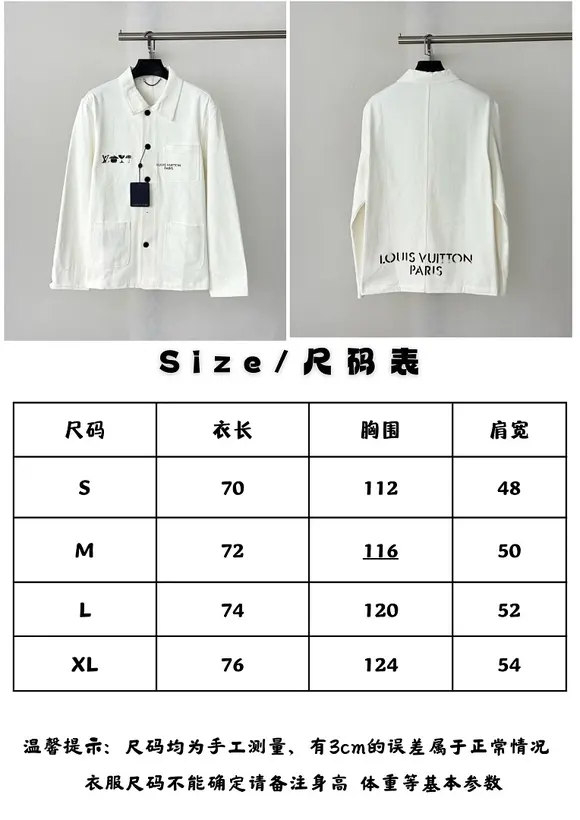 LOUIS VUITTON
PARIS
LOUIS VUITTON
PARIS
Size/尺码表
尺码 衣长 胸围 肩宽
S 70 112 48
M 72 116 50
L 74 120 52
XL 76 124 54
温馨提示：尺码均为手工测量、有3cm的误差属于正常情况
衣服尺码不能确定请备注身高 体重等基本参数